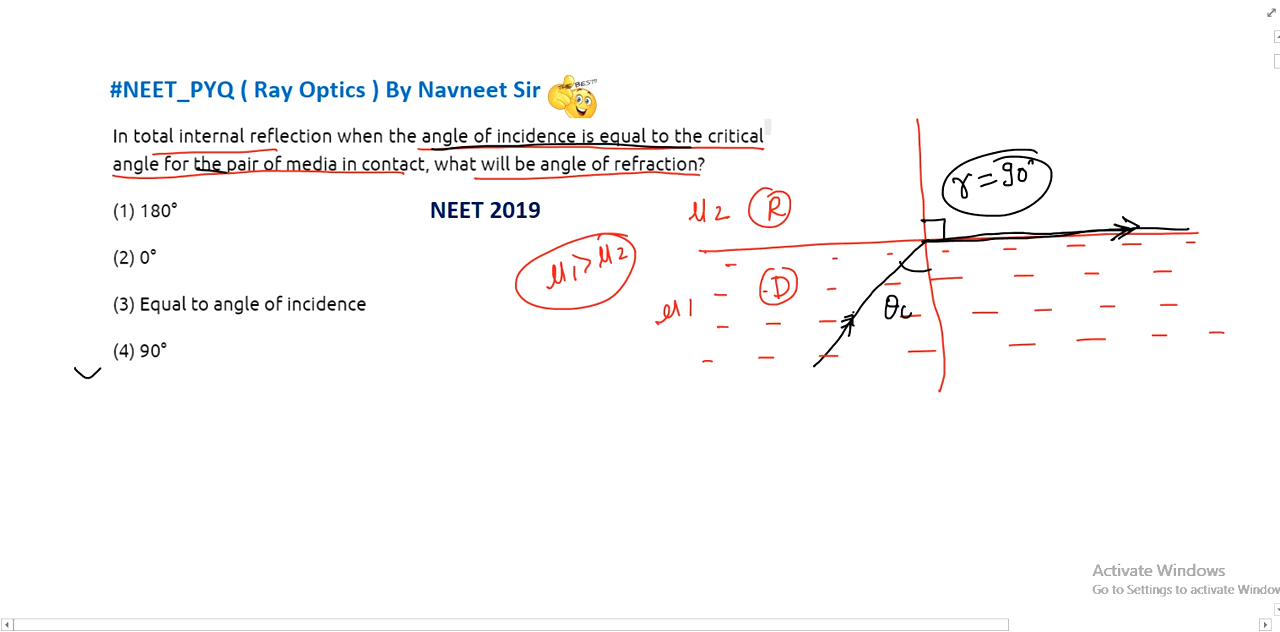 #NEET_PYQ ( Ray Optics ) By Navneet Sir
THE BEST!!
In total internal reflection when the angle of incidence is equal to the critical
angle for the pair of media in contact, what will be angle of refraction?
(1) 180°
NEET 2019
(2) 0°
(3) Equal to angle of incidence
(4) 90°
μ1 > μ2
μ2 R
μ1 D
r = 90°
θc
Activate Windows
Go to Settings to activate Window